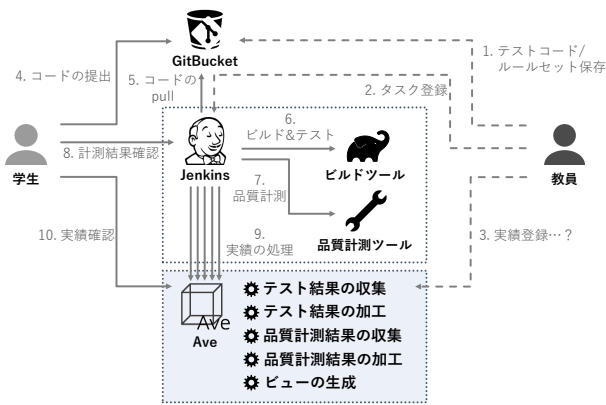 GitBucket
1. テストコード/
ルールセット保存
4. コードの提出
5. コードの
pull
2. タスク登録
6.
ビルド&テスト
学生
8. 計測結果確認
Jenkins
ビルドツール
教員
7.
品質計測
10. 実績確認
9.
実績の処理
品質計測ツール
3. 実績登録…？
テスト結果の収集
テスト結果の加工
Ave
Ave
品質計測結果の収集
品質計測結果の加工
ビューの生成